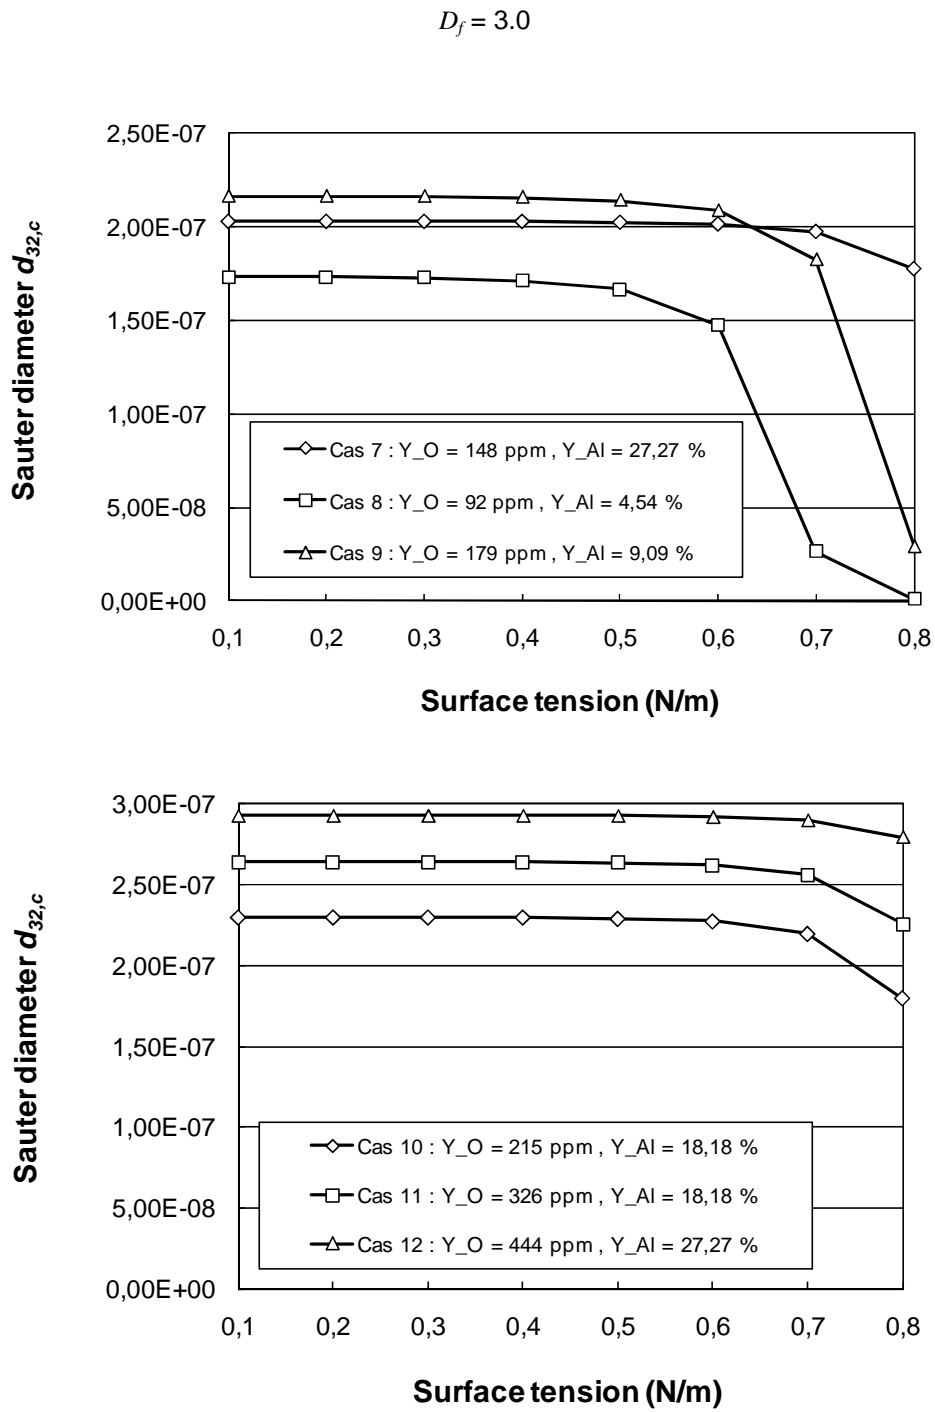 D_f = 3.0
Sauter diameter d_32,c
2,50E-07
2,00E-07
1,50E-07
1,00E-07
5,00E-08
0,00E+00
Cas 7 : Y_O = 148 ppm , Y_Al = 27,27 %
Cas 8 : Y_O = 92 ppm , Y_Al = 4,54 %
Cas 9 : Y_O = 179 ppm , Y_Al = 9,09 %
0,1 0,2 0,3 0,4 0,5 0,6 0,7 0,8
Surface tension (N/m)
Sauter diameter d_32,c
3,00E-07
2,50E-07
2,00E-07
1,50E-07
1,00E-07
5,00E-08
0,00E+00
Cas 10 : Y_O = 215 ppm , Y_Al = 18,18 %
Cas 11 : Y_O = 326 ppm , Y_Al = 18,18 %
Cas 12 : Y_O = 444 ppm , Y_Al = 27,27 %
0,1 0,2 0,3 0,4 0,5 0,6 0,7 0,8
Surface tension (N/m)